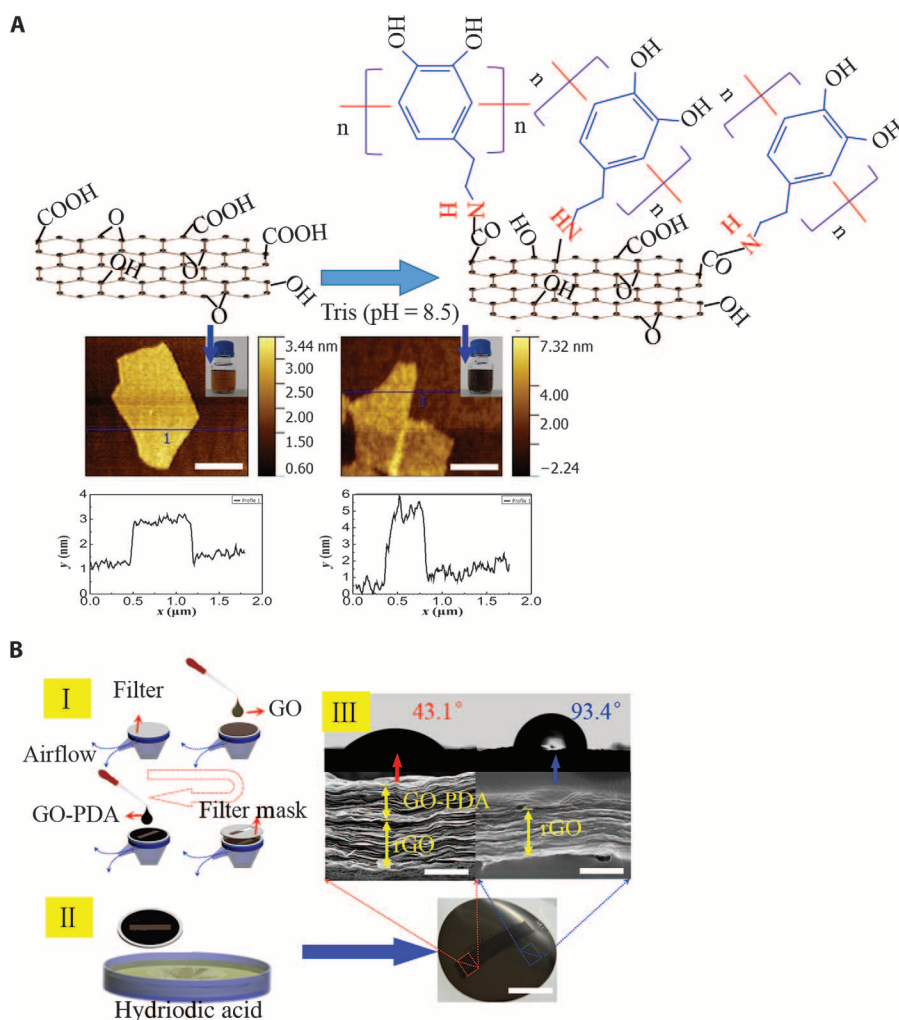 A
HO
OH
n
n
n
OH
OH
n
n
OH
OH
n
H
N
HN
H
N
COOH
O
COOH
COOH
OH
O
OH
O
CO
HO
COOH
CO
OH
O
OH
O
Tris (pH = 8.5)
3.44 nm
3.00
2.50
2.00
1.50
0.60
1
7.32 nm
4.00
2.00
−2.24
1
4
3
2
1
0
y (nm)
Profile 1
0.0 0.5 1.0 1.5 2.0
x (μm)
6
5
4
3
2
1
0
y (nm)
Profile 1
0.0 0.5 1.0 1.5 2.0
x (μm)
B
I
Filter
GO
Airflow
GO-PDA
Filter mask
II
Hydriodic acid
III
43.1°
93.4°
GO-PDA
rGO
rGO